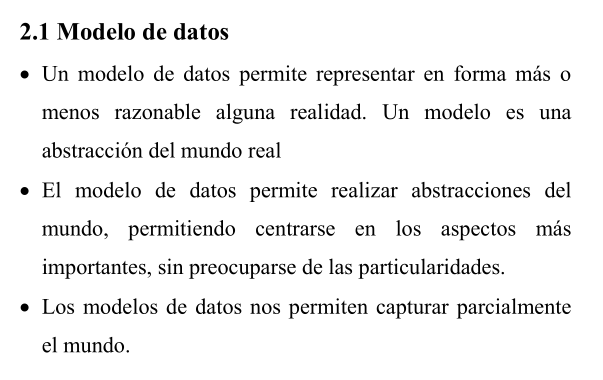 2.1 Modelo de datos
• Un modelo de datos permite representar en forma más o
menos razonable alguna realidad. Un modelo es una
abstracción del mundo real
• El modelo de datos permite realizar abstracciones del
mundo, permitiendo centrarse en los aspectos más
importantes, sin preocuparse de las particularidades.
• Los modelos de datos nos permiten capturar parcialmente
el mundo.